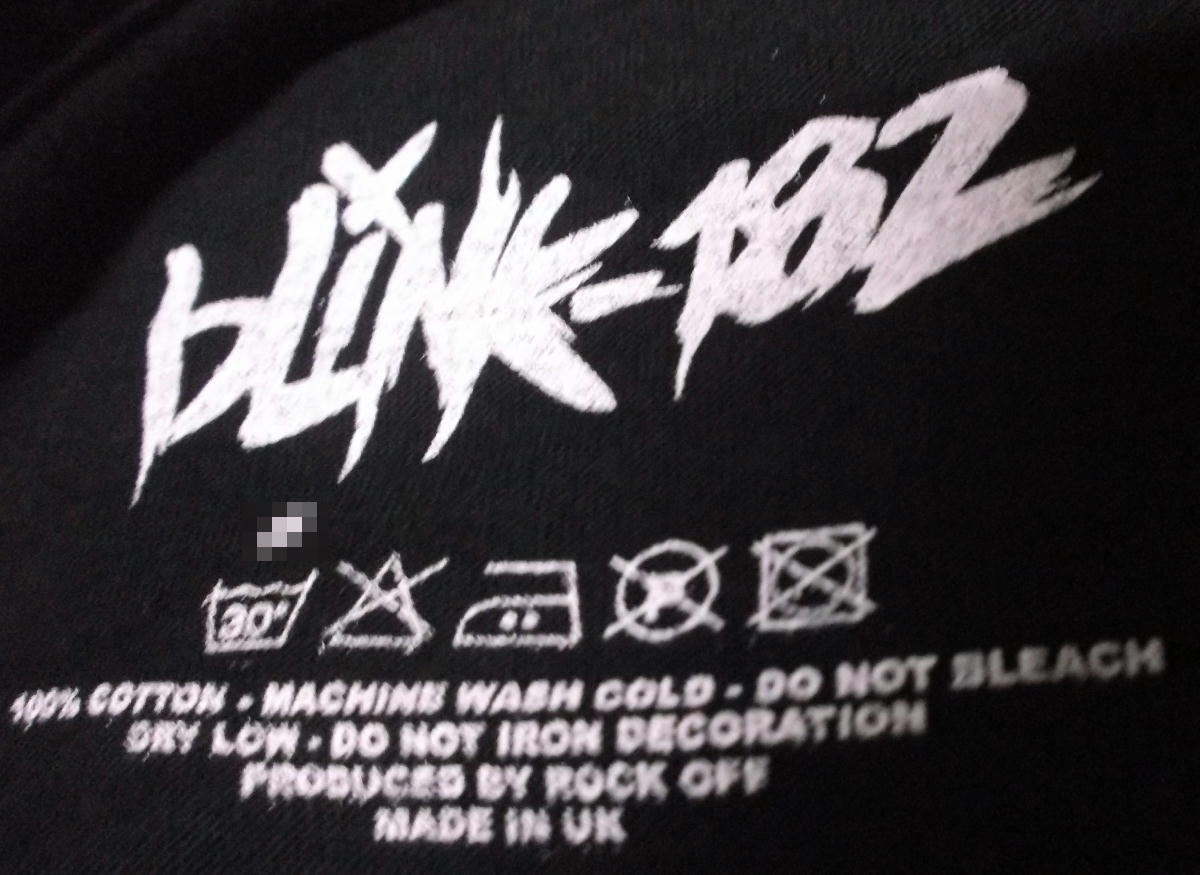 blink-182
30°
100% COTTON - MACHINE WASH COLD - DO NOT BLEACH
DRY LOW - DO NOT IRON DECORATION
PRODUCED BY ROCK OFF
MADE IN UK